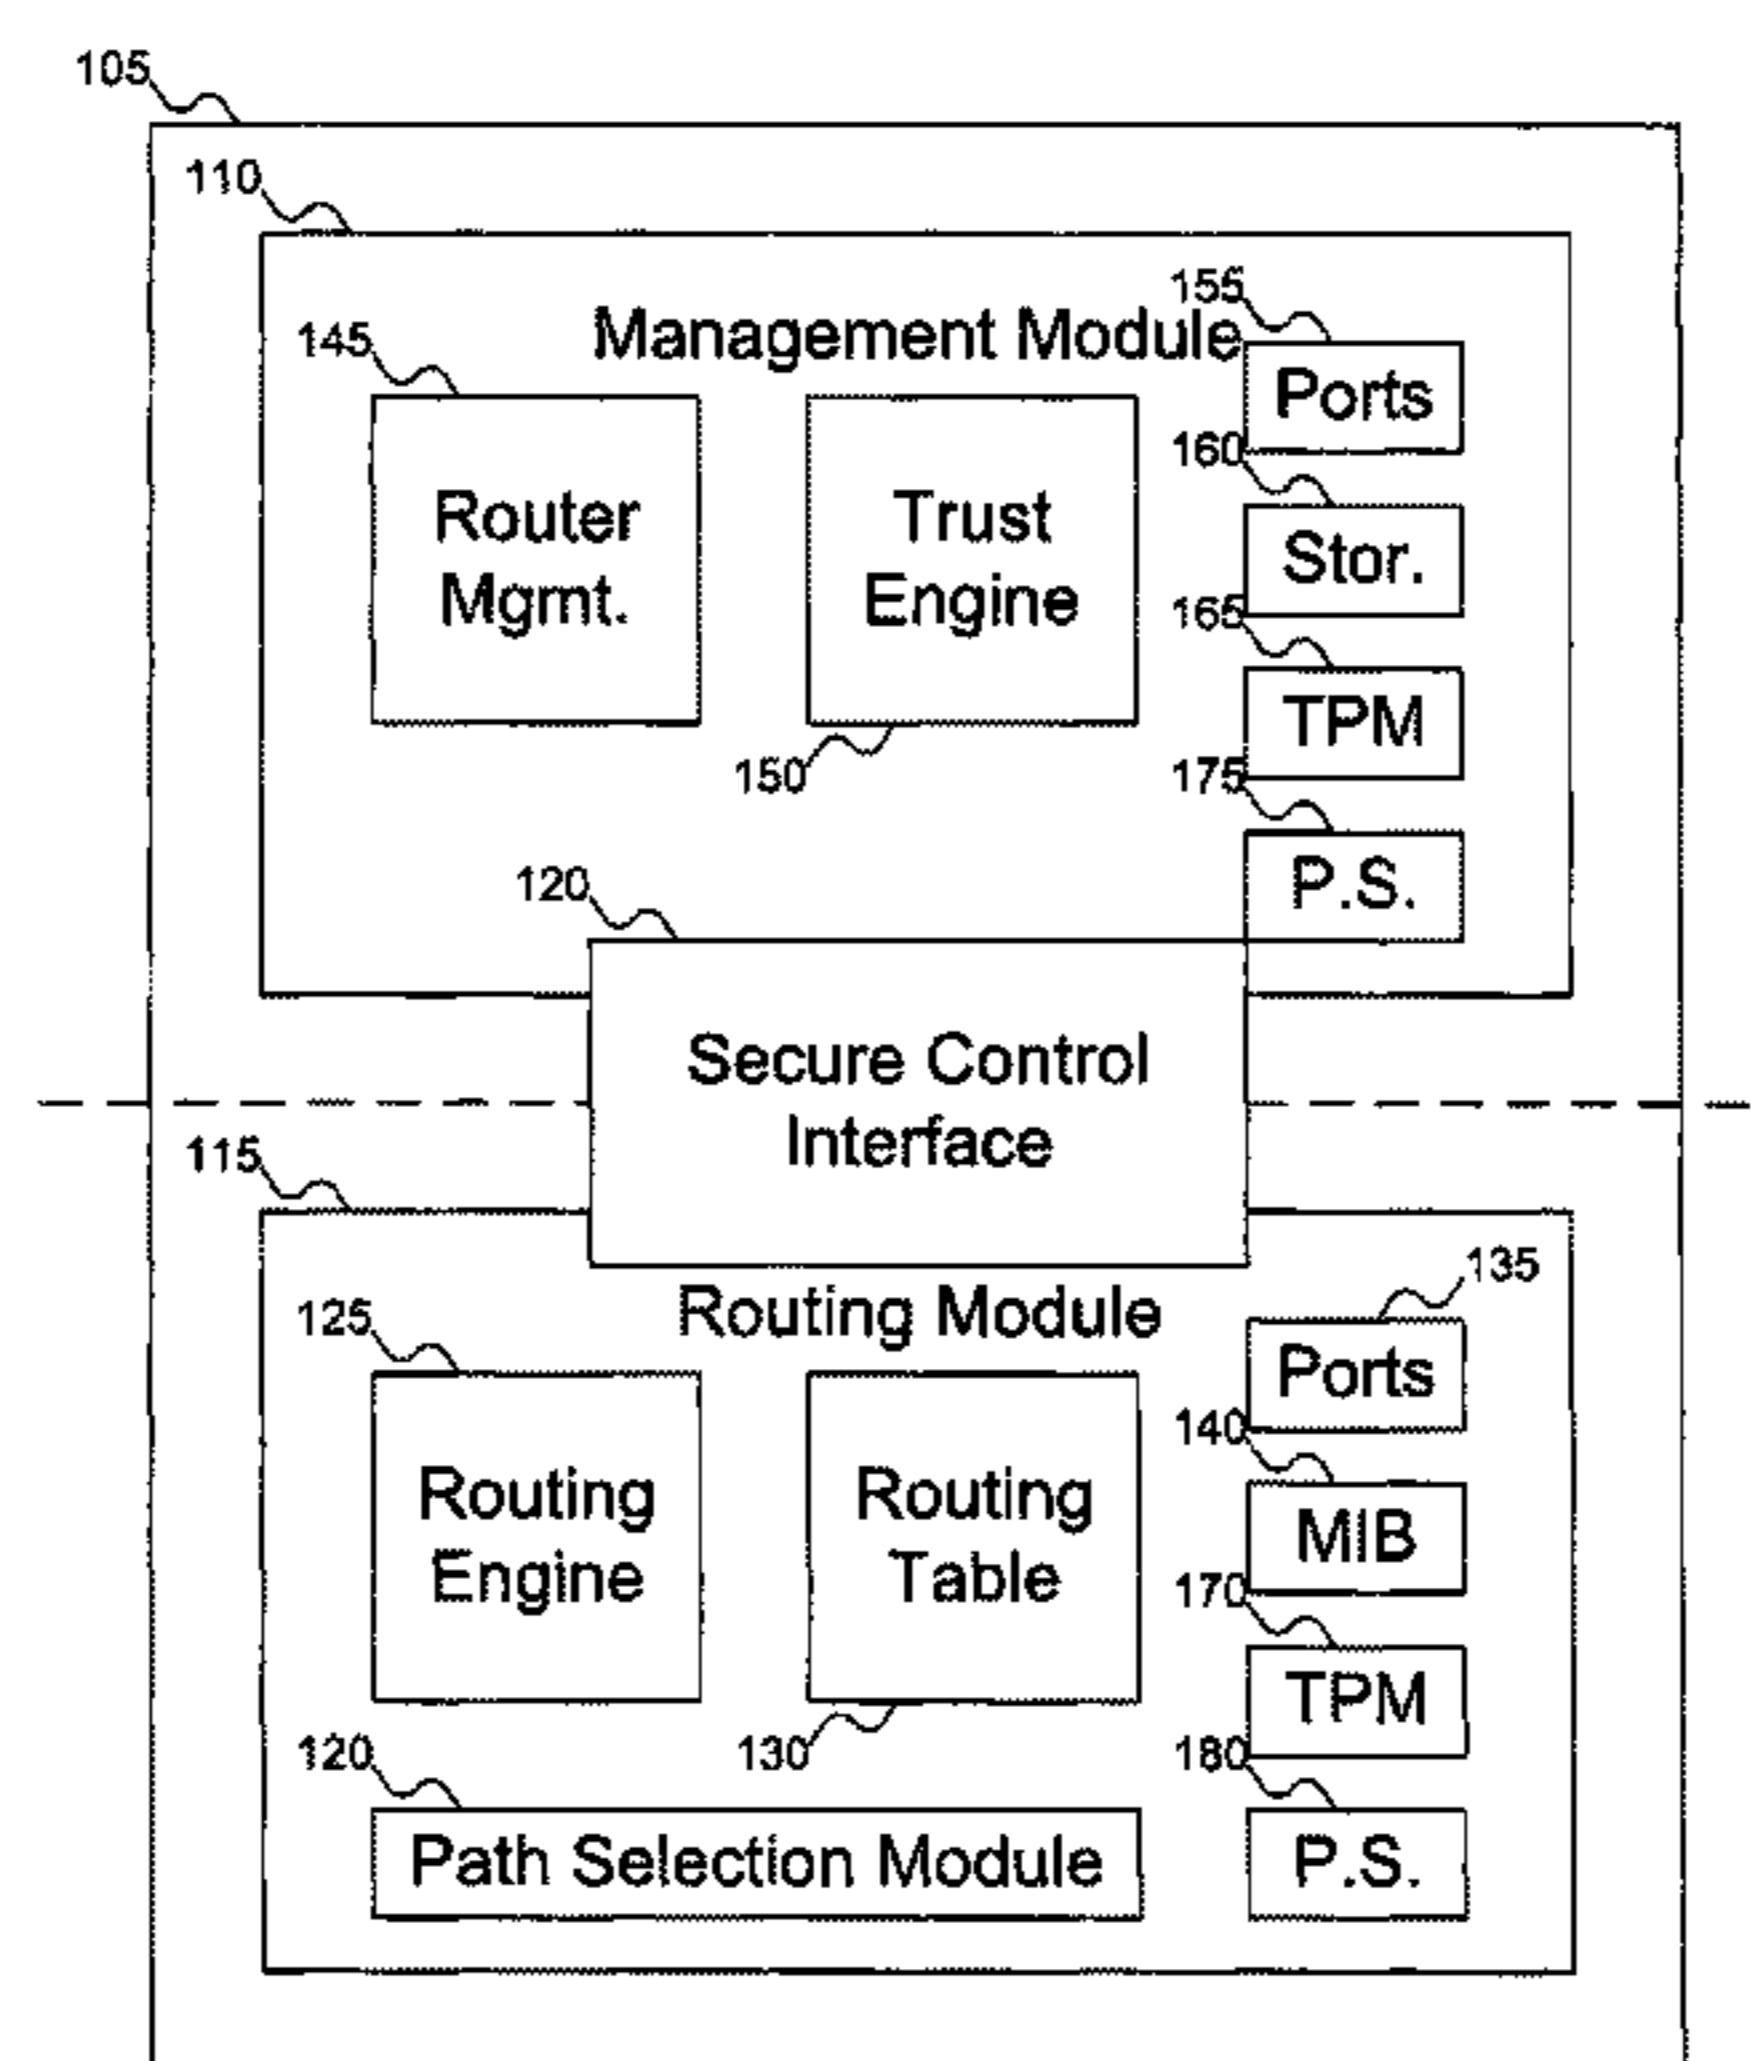 105
110
155
Management Module
145
Ports
160
Router
Mgmt.
Trust
Engine
Stor.
165
TPM
150
175
P.S.
120
Secure Control
Interface
115
135
Routing Module
125
Ports
140
Routing
Engine
Routing
Table
MIB
170
TPM
120
130
180
Path Selection Module
P.S.